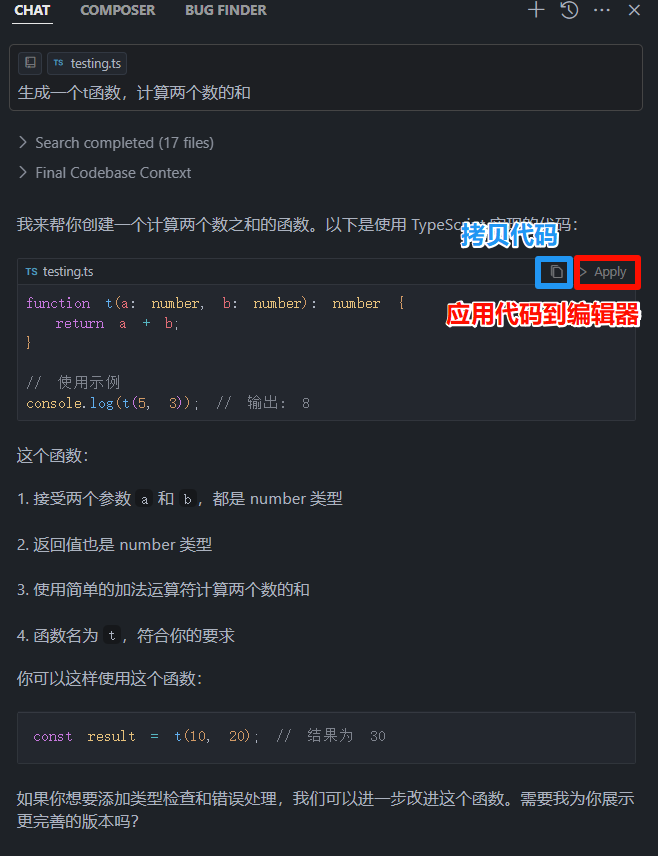 CHAT COMPOSER BUG FINDER
TS testing.ts
生成一个t函数，计算两个数的和
Search completed (17 files)
Final Codebase Context
我来帮你创建一个计算两个数之和的函数。以下是使用 TypeScript 实现的代码：
拷贝代码
TS testing.ts
Apply
应用代码到编辑器
function t(a: number, b: number): number {
return a + b;
}
// 使用示例
console.log(t(5, 3)); // 输出: 8
这个函数：
1. 接受两个参数 a 和 b，都是 number 类型
2. 返回值也是 number 类型
3. 使用简单的加法运算符计算两个数的和
4. 函数名为 t，符合你的要求
你可以这样使用这个函数：
const result = t(10, 20); // 结果为 30
如果你想要添加类型检查和错误处理，我们可以进一步改进这个函数。需要我为你展示
更完善的版本吗？